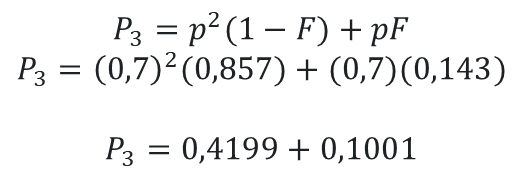 P₃ = p²(1 − F) + pF
P₃ = (0,7)²(0,857) + (0,7)(0,143)
P₃ = 0,4199 + 0,1001